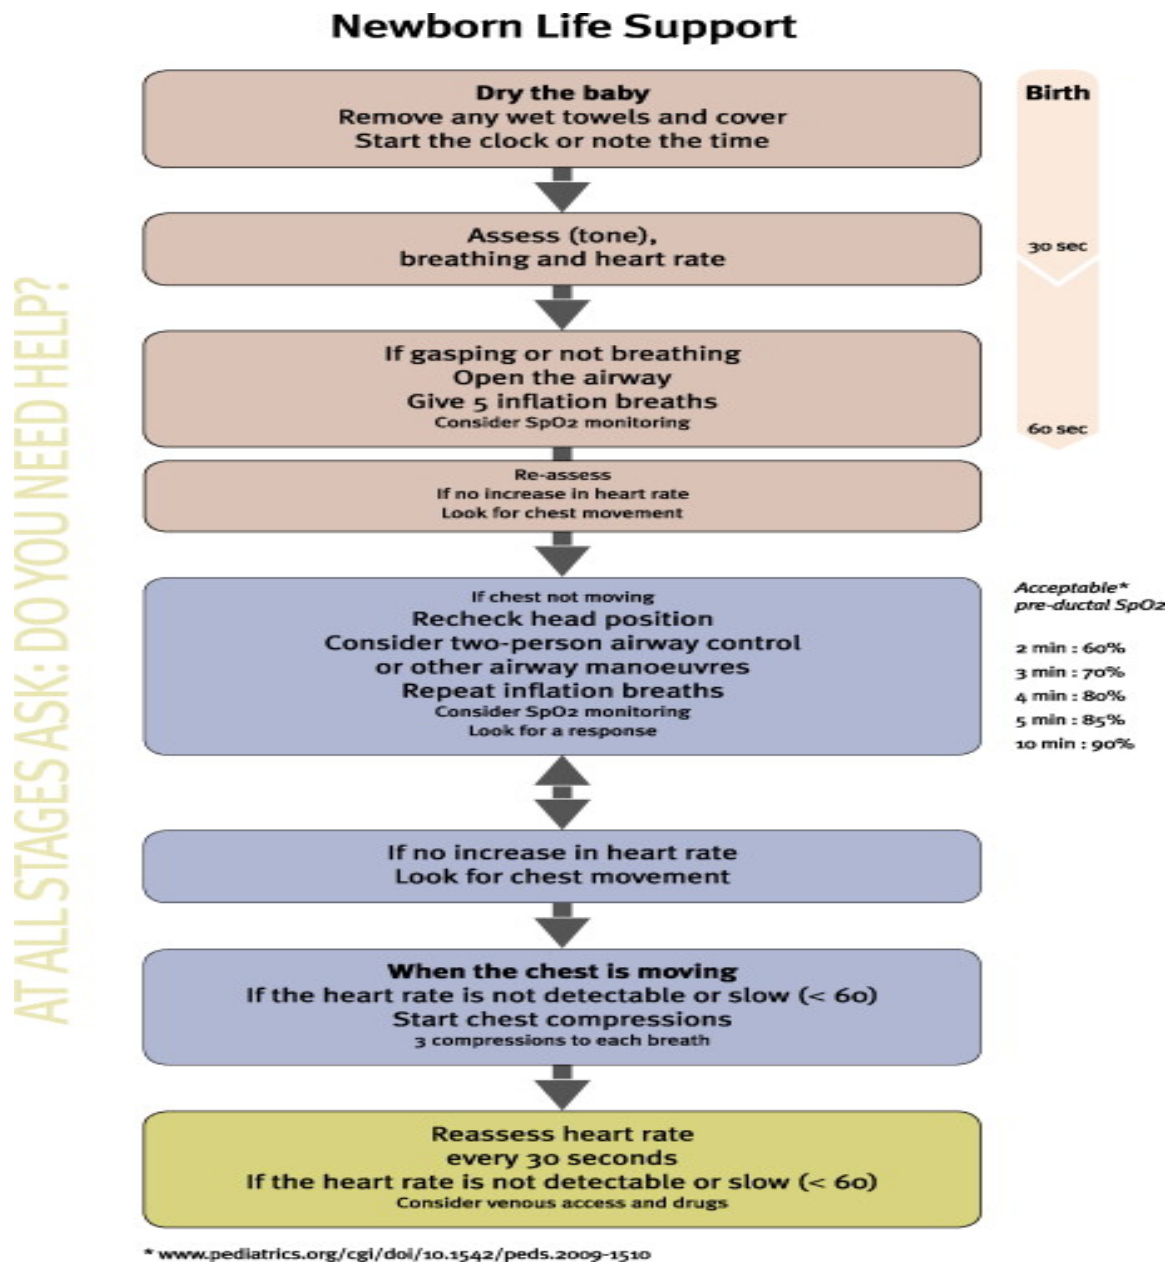 Newborn Life Support
Dry the baby
Remove any wet towels and cover
Start the clock or note the time
Birth
Assess (tone),
breathing and heart rate
30 sec
If gasping or not breathing
Open the airway
Give 5 inflation breaths
Consider SpO2 monitoring
60 sec
Re-assess
If no increase in heart rate
Look for chest movement
If chest not moving
Recheck head position
Consider two-person airway control
or other airway manoeuvres
Repeat inflation breaths
Consider SpO2 monitoring
Look for a response
Acceptable*
pre-ductal SpO2
2 min : 60%
3 min : 70%
4 min : 80%
5 min : 85%
10 min : 90%
If no increase in heart rate
Look for chest movement
When the chest is moving
If the heart rate is not detectable or slow (< 60)
Start chest compressions
3 compressions to each breath
Reassess heart rate
every 30 seconds
If the heart rate is not detectable or slow (< 60)
Consider venous access and drugs
AT ALL STAGES ASK: DO YOU NEED HELP?
* www.pediatrics.org/cgi/doi/10.1542/peds.2009-1510